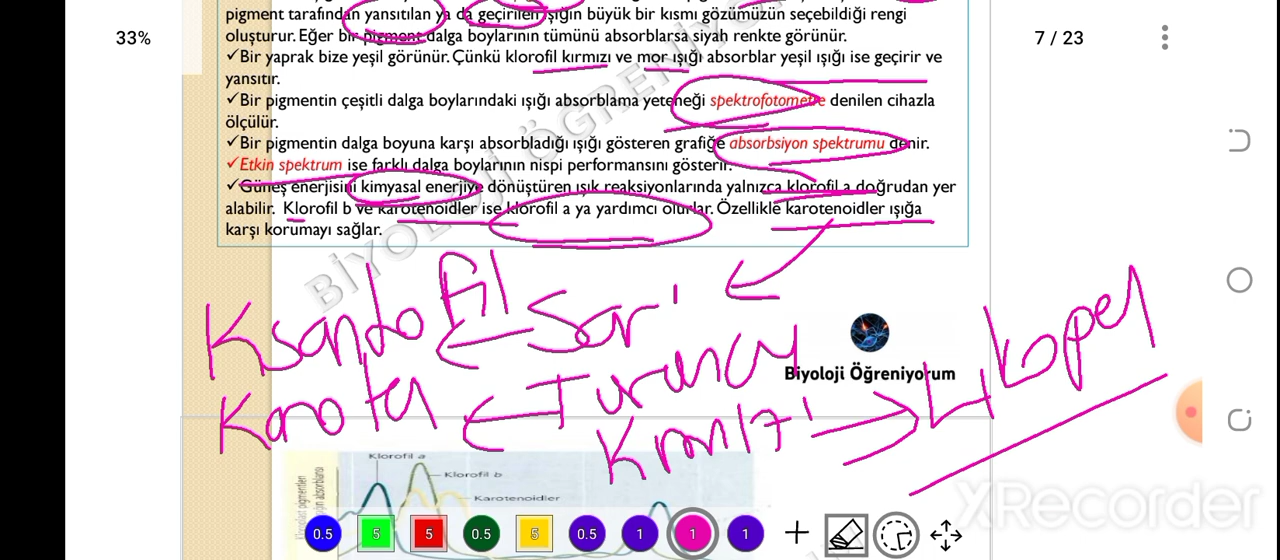 pigment tarafından yansıtılan ya da geçirilen ışığın büyük bir kısmı gözümüzün seçebildiği rengi
33%
oluşturur. Eğer bir pigment dalga boylarının tümünü absorblarsa siyah renkte görünür.
7 / 23
✓Bir yaprak bize yeşil görünür. Çünkü klorofil kırmızı ve mor ışığı absorblar yeşil ışığı ise geçirir ve
yansıtır.
✓Bir pigmentin çeşitli dalga boylarındaki ışığı absorblama yeteneği spektrofotometre denilen cihazla
ölçülür.
✓Bir pigmentin dalga boyuna karşı absorbladığı ışığı gösteren grafiğe absorbsiyon spektrumu denir.
✓Etkin spektrum ise farklı dalga boylarının nispi performansını gösterir.
✓Güneş enerjisini kimyasal enerjiye dönüştüren ışık reaksiyonlarında yalnızca klorofil a doğrudan yer
alabilir. Klorofil b ve karotenoidler ise klorofil a ya yardımcı olurlar. Özellikle karotenoidler ışığa
karşı korumayı sağlar.
BİYOLOJİ ÖĞRENİYO
Ksantofil ← Sarı
Karoten ← Turuncu
Kırmızı → Likopen
Biyoloji Öğreniyorum
Klorofil a
Klorofil b
Karotenoidler
0.5 5 5 0.5 5 0.5 1 1 1
XRecorder